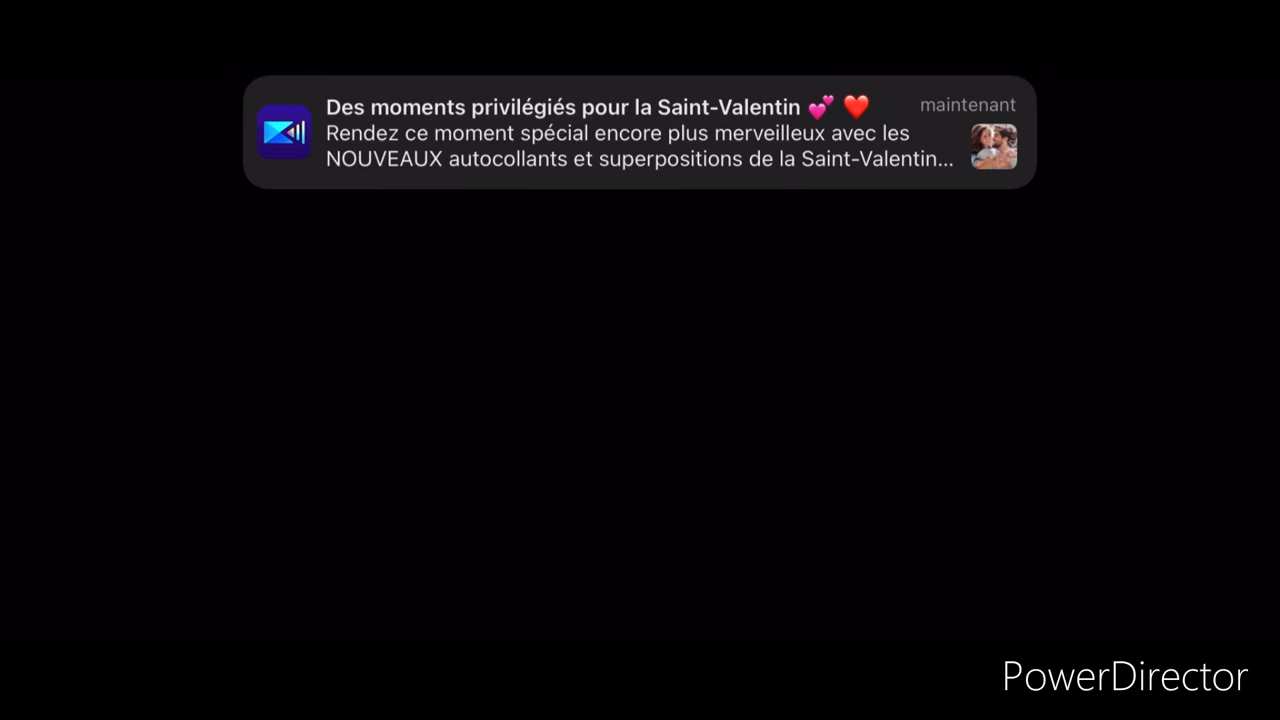 Des moments privilégiés pour la Saint-Valentin 💕 ❤️ maintenant
Rendez ce moment spécial encore plus merveilleux avec les
NOUVEAUX autocollants et superpositions de la Saint-Valentin...
PowerDirector